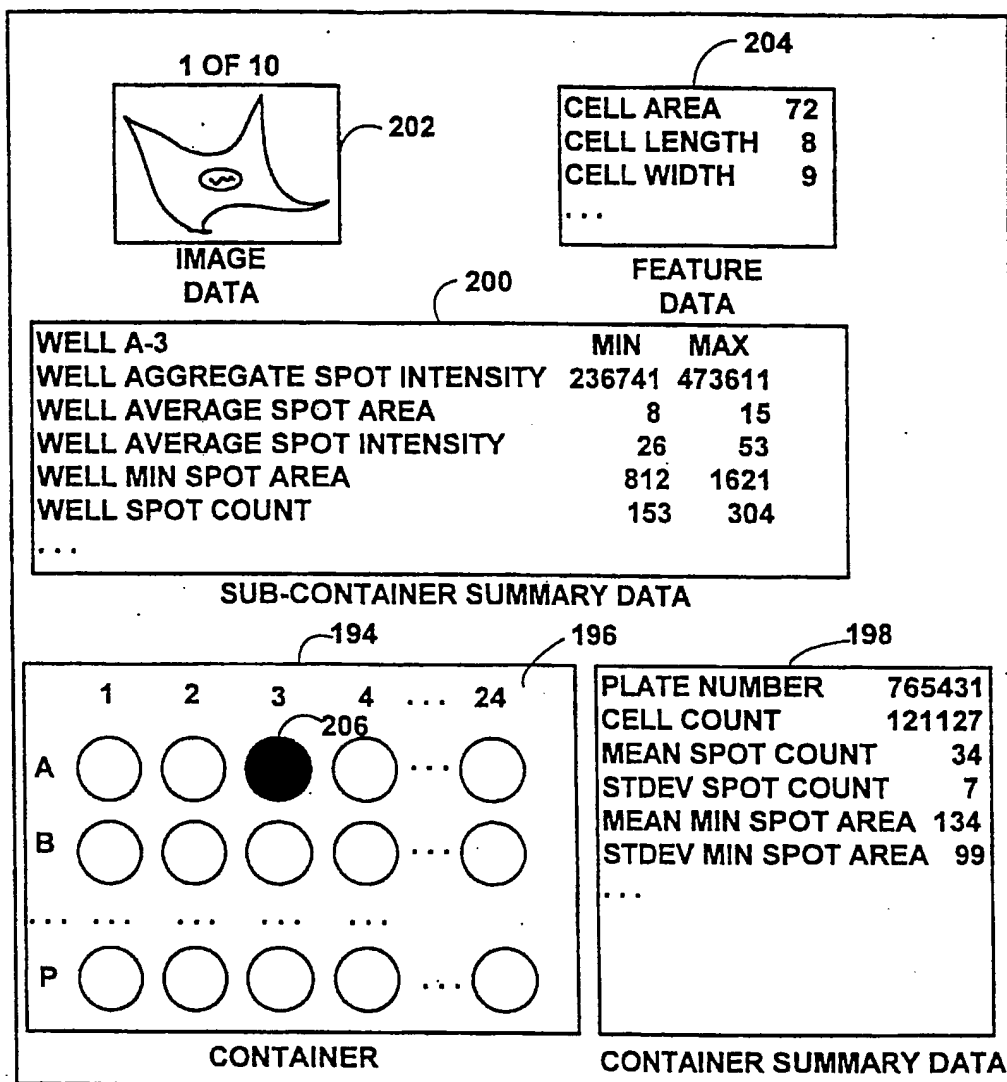 1 OF 10
202
IMAGE
DATA
204
CELL AREA 72
CELL LENGTH 8
CELL WIDTH 9
...
FEATURE
DATA
200
WELL A-3 MIN MAX
WELL AGGREGATE SPOT INTENSITY 236741 473611
WELL AVERAGE SPOT AREA 8 15
WELL AVERAGE SPOT INTENSITY 26 53
WELL MIN SPOT AREA 812 1621
WELL SPOT COUNT 153 304
...
SUB-CONTAINER SUMMARY DATA
194
196
1 2 3 4 ... 24
206
A ...
B ...
... ... ... ... ...
P ...
CONTAINER
198
PLATE NUMBER 765431
CELL COUNT 121127
MEAN SPOT COUNT 34
STDEV SPOT COUNT 7
MEAN MIN SPOT AREA 134
STDEV MIN SPOT AREA 99
...
CONTAINER SUMMARY DATA